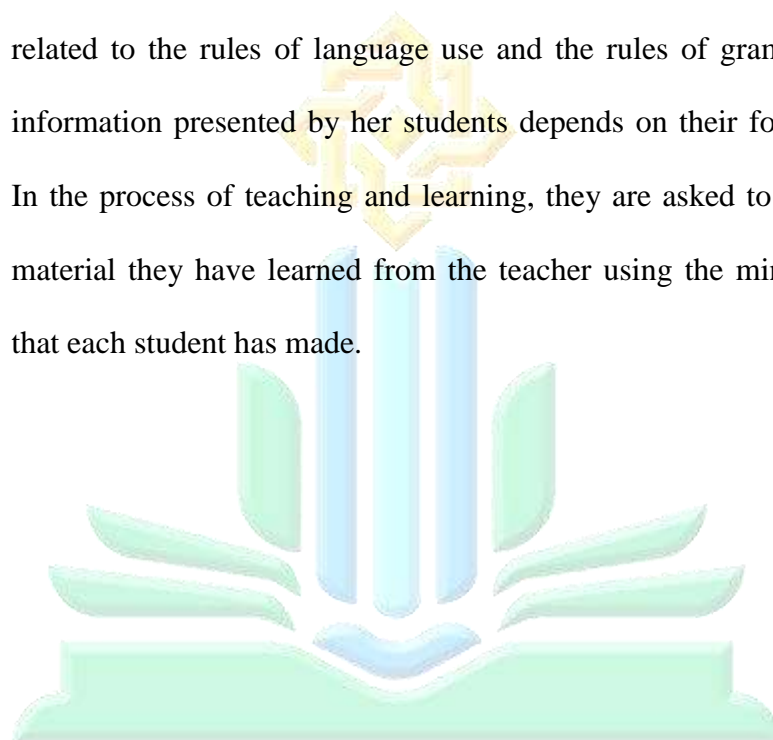 related to the rules of language use and the rules of gran
information presented by her students depends on their fo
In the process of teaching and learning, they are asked to
material they have learned from the teacher using the min
that each student has made.